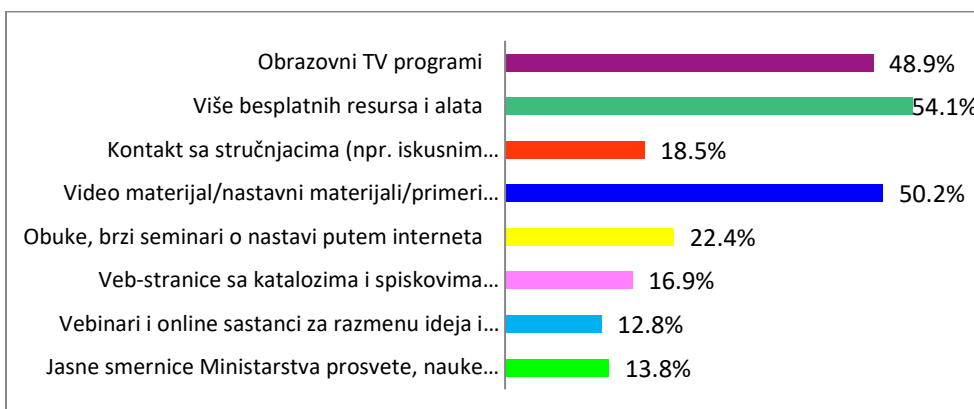 Obrazovni TV programi 48.9%
Više besplatnih resursa i alata 54.1%
Kontakt sa stručnjacima (npr. iskusnim... 18.5%
Video materijal/nastavni materijali/primeri... 50.2%
Obuke, brzi seminari o nastavi putem interneta 22.4%
Veb-stranice sa katalozima i spiskovima... 16.9%
Vebinari i online sastanci za razmenu ideja i... 12.8%
Jasne smernice Ministarstva prosvete, nauke... 13.8%